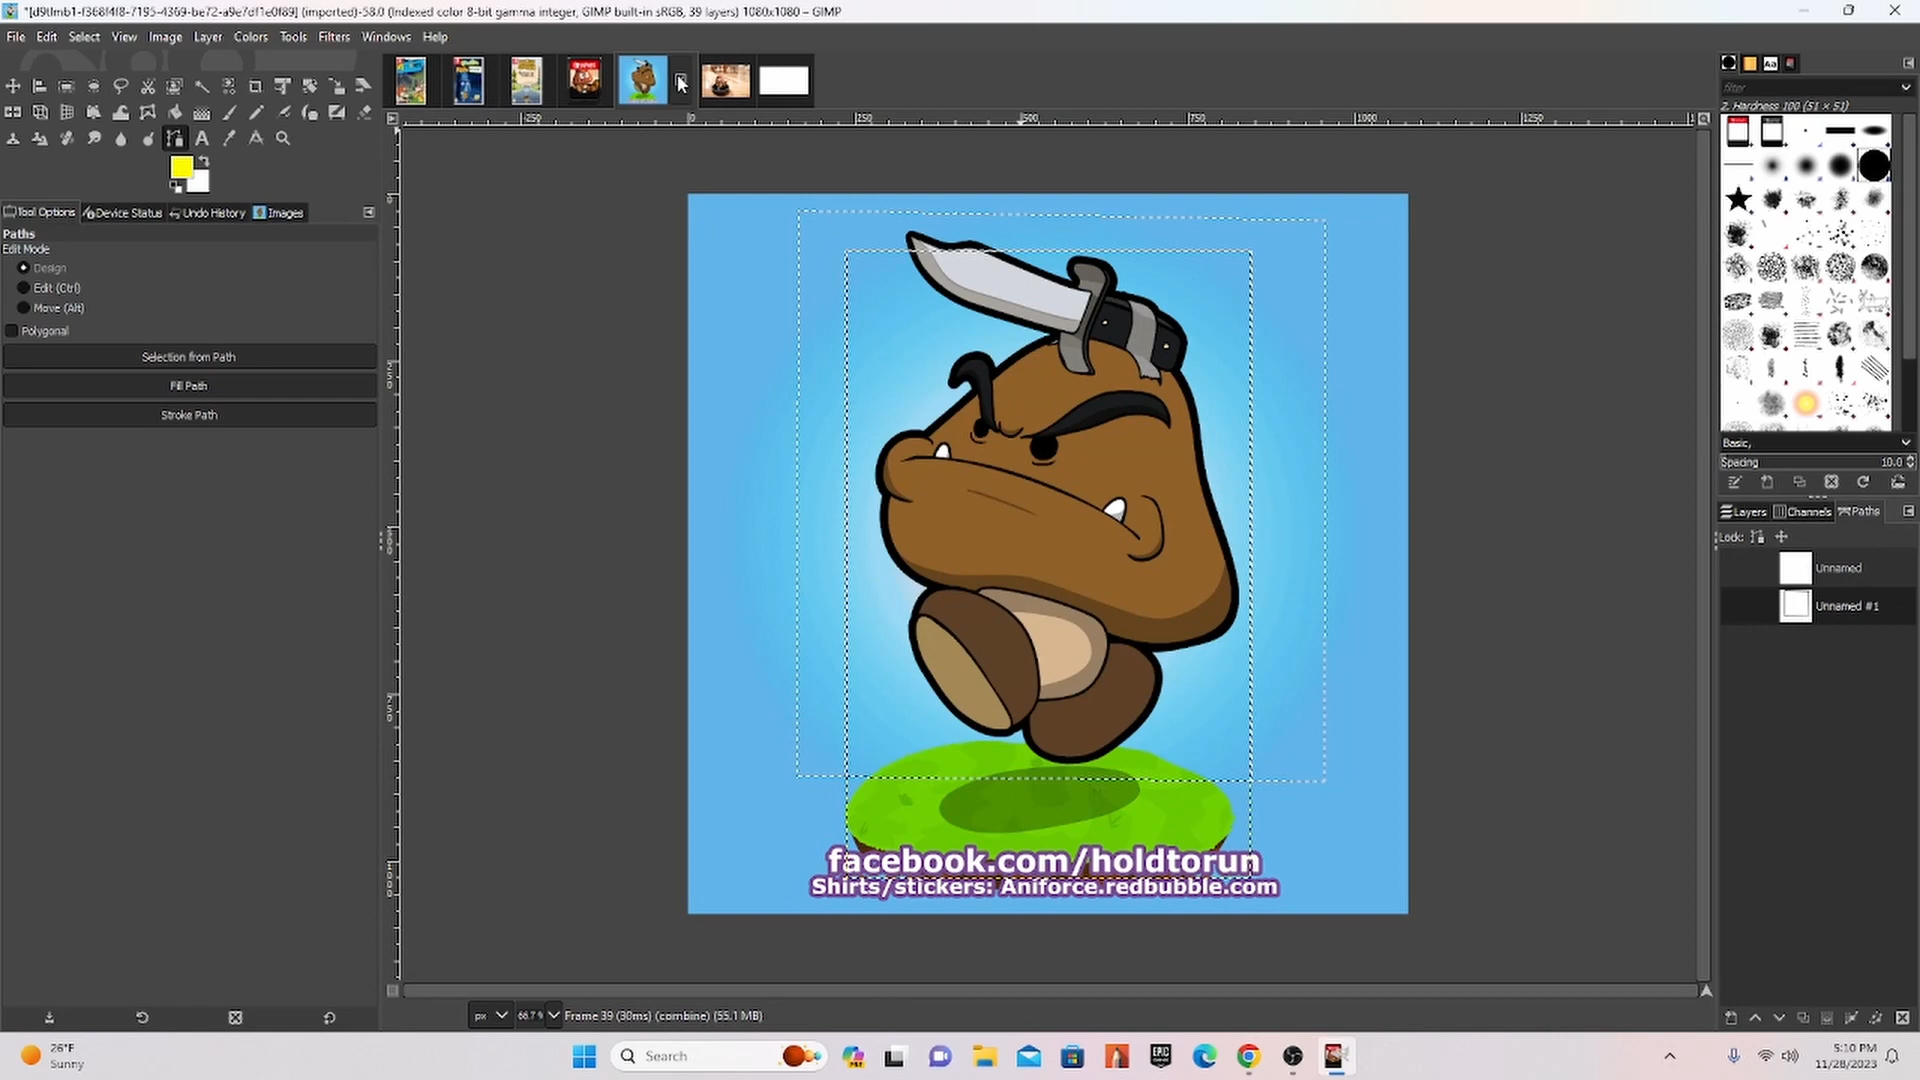 *[d9tlmb1-f368f4f8-7195-4369-be72-a9e7df1e0f89] (imported)-58.0 (Indexed color 8-bit gamma integer, GIMP built-in sRGB, 39 layers) 1080x1080 – GIMP
File Edit Select View Image Layer Colors Tools Filters Windows Help
filter
2. Hardness 100 (51 × 51)
Tool Options Device Status Undo History Images
Paths
Edit Mode
Design
Edit (Ctrl)
Move (Alt)
Polygonal
Selection from Path
Fill Path
Stroke Path
Basic,
Spacing 10.0
Layers Channels Paths
Lock:
Unnamed
Unnamed #1
facebook.com/holdtorun
Shirts/stickers: Aniforce.redbubble.com
px 66.7 % Frame 39 (30ms) (combine) (55.1 MB)
26°F
Sunny
Search
EPIC
5:10 PM
11/28/2023